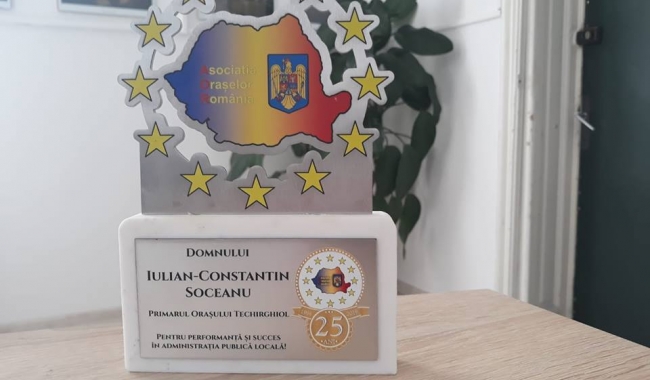 Asociația
Orașelor
României
DOMNULUI
IULIAN-CONSTANTIN
SOCEANU
PRIMARUL ORAȘULUI TECHIRGHIOL
PENTRU PERFORMANȚĂ ȘI SUCCES
ÎN ADMINISTRAȚIA PUBLICĂ LOCALĂ!
25